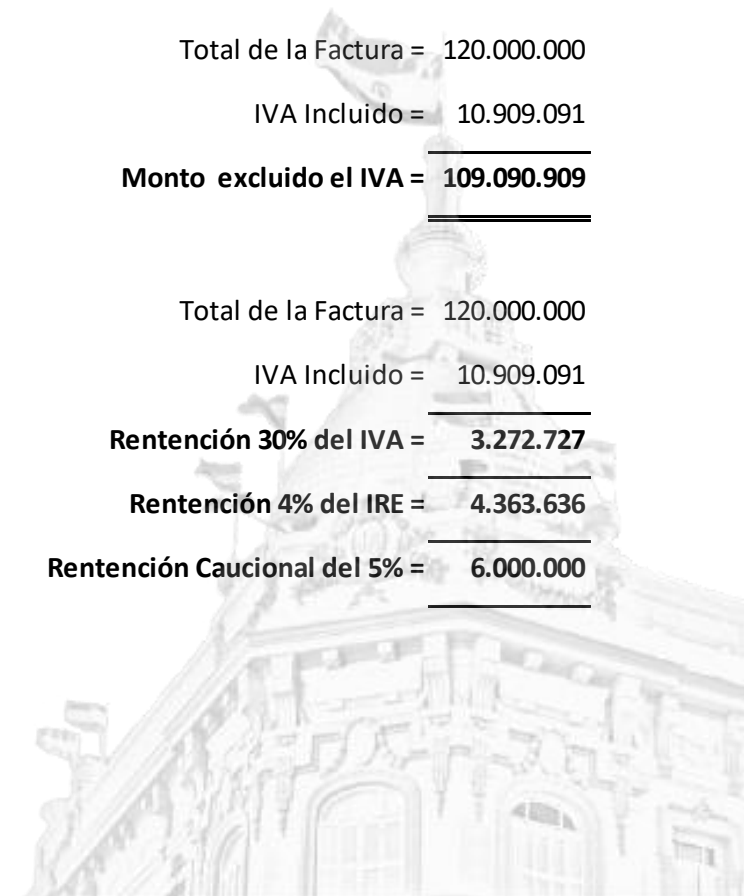 Total de la Factura = 120.000.000
IVA Incluido = 10.909.091
Monto excluido el IVA = 109.090.909
Total de la Factura = 120.000.000
IVA Incluido = 10.909.091
Rentención 30% del IVA = 3.272.727
Rentención 4% del IRE = 4.363.636
Rentención Caucional del 5% = 6.000.000